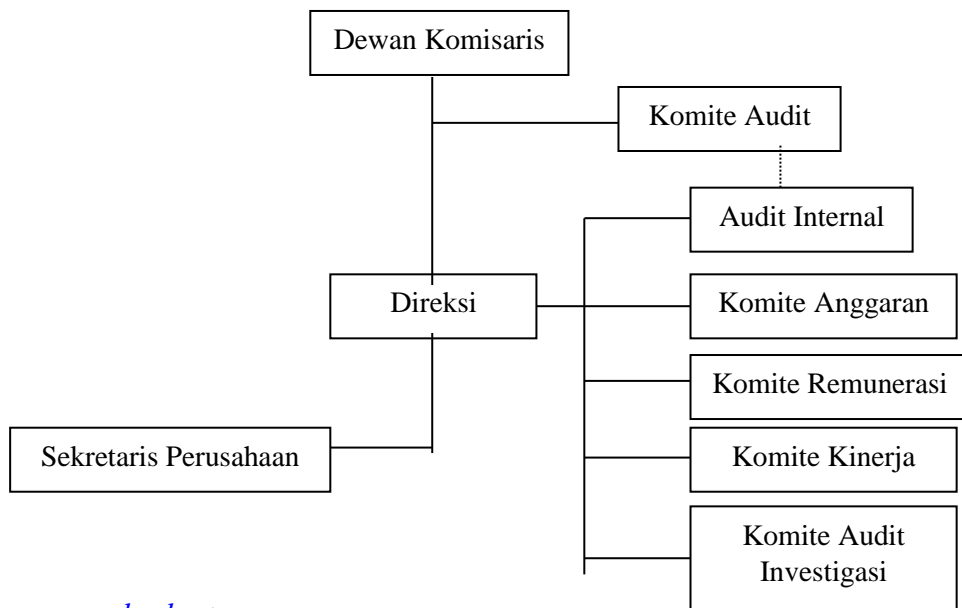 Dewan Komisaris
Komite Audit
Audit Internal
Direksi
Komite Anggaran
Komite Remunerasi
Sekretaris Perusahaan
Komite Kinerja
Komite Audit
Investigasi